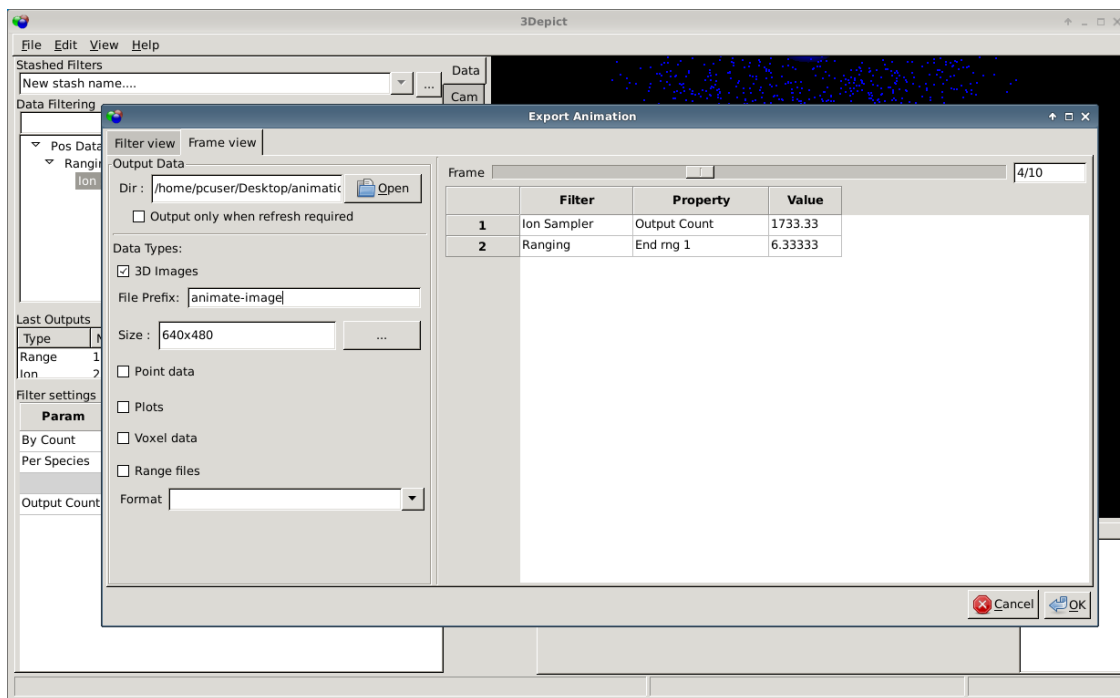 3Depict
File Edit View Help
Stashed Filters
New stash name....
...
Data
Cam
Data Filtering
Pos Data
Ion
Last Outputs
Type
Range 1
Ion 2
Filter settings
Param
By Count
Per Species
Output Count
Export Animation
Filter view Frame view
Output Data
Dir : /home/pcuser/Desktop/animatic Open
Output only when refresh required
Data Types:
3D Images
File Prefix: animate-image
Size : 640x480 ...
Point data
Plots
Voxel data
Range files
Format
Frame 4/10
Filter Property Value
1 Ion Sampler Output Count 1733.33
2 Ranging End rng 1 6.33333
Cancel OK